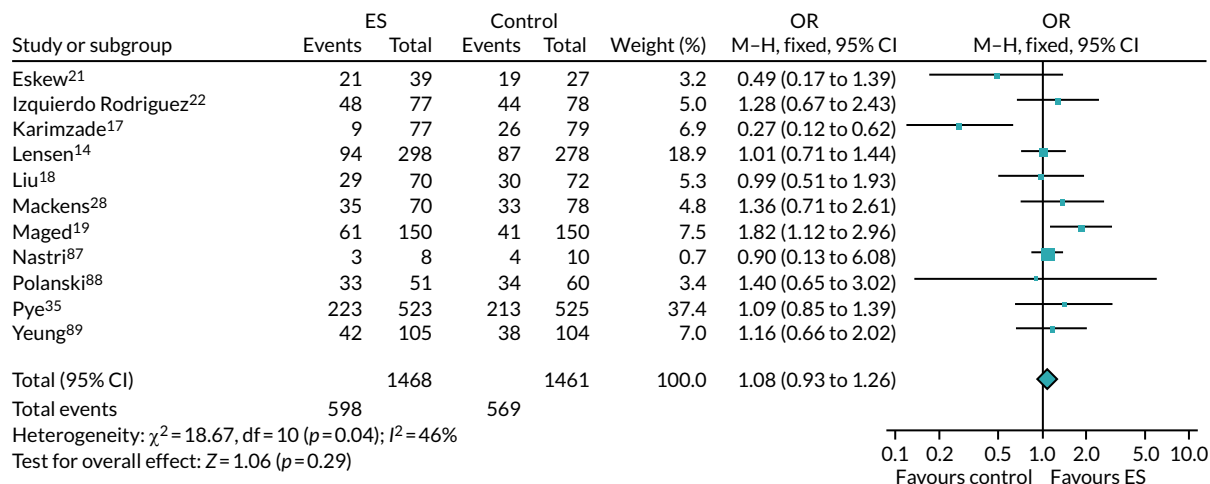 ES Control OR OR
Study or subgroup Events Total Events Total Weight (%) M–H, fixed, 95% CI M–H, fixed, 95% CI
Eskew²¹ 21 39 19 27 3.2 0.49 (0.17 to 1.39)
Izquierdo Rodriguez²² 48 77 44 78 5.0 1.28 (0.67 to 2.43)
Karimzade¹⁷ 9 77 26 79 6.9 0.27 (0.12 to 0.62)
Lensen¹⁴ 94 298 87 278 18.9 1.01 (0.71 to 1.44)
Liu¹⁸ 29 70 30 72 5.3 0.99 (0.51 to 1.93)
Mackens²⁸ 35 70 33 78 4.8 1.36 (0.71 to 2.61)
Maged¹⁹ 61 150 41 150 7.5 1.82 (1.12 to 2.96)
Nastri⁸⁷ 3 8 4 10 0.7 0.90 (0.13 to 6.08)
Polanski⁸⁸ 33 51 34 60 3.4 1.40 (0.65 to 3.02)
Pye³⁵ 223 523 213 525 37.4 1.09 (0.85 to 1.39)
Yeung⁸⁹ 42 105 38 104 7.0 1.16 (0.66 to 2.02)
Total (95% CI) 1468 1461 100.0 1.08 (0.93 to 1.26)
Total events 598 569
Heterogeneity: χ² = 18.67, df = 10 (p = 0.04); I² = 46%
Test for overall effect: Z = 1.06 (p = 0.29)
0.1 0.2 0.5 1.0 2.0 5.0 10.0
Favours control Favours ES